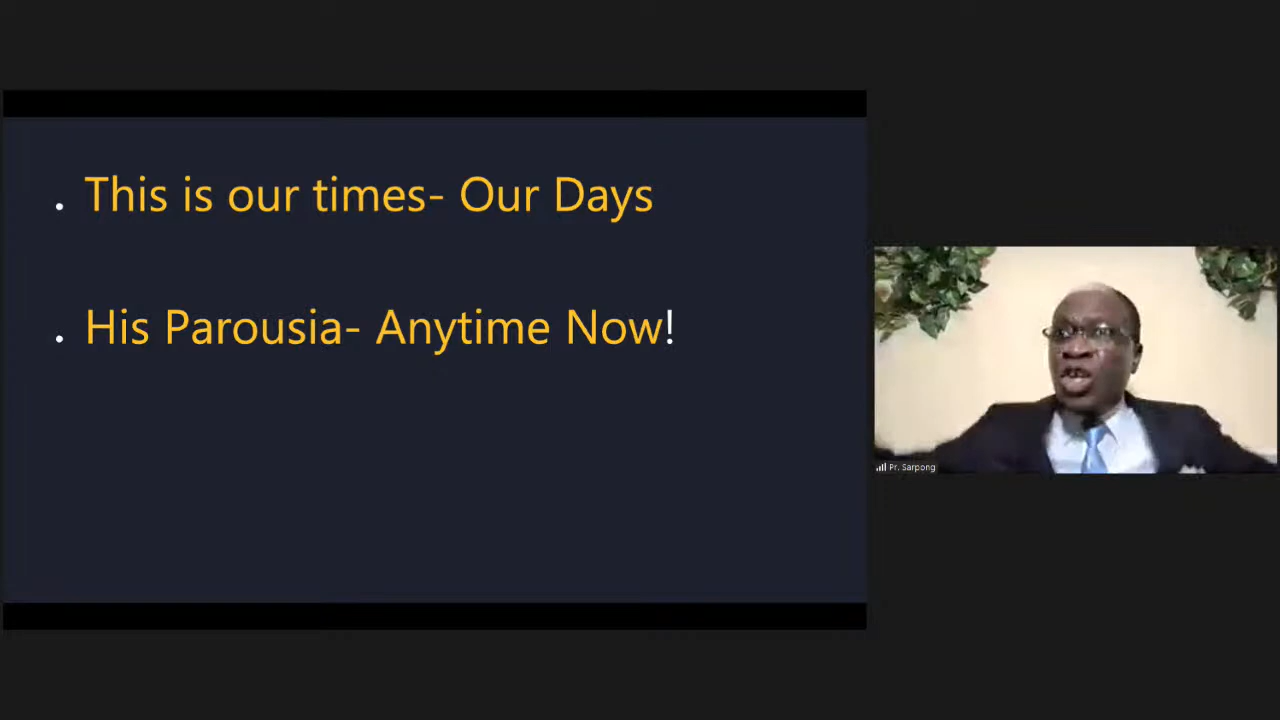 . This is our times- Our Days
. His Parousia- Anytime Now!
Pr. Sarpong